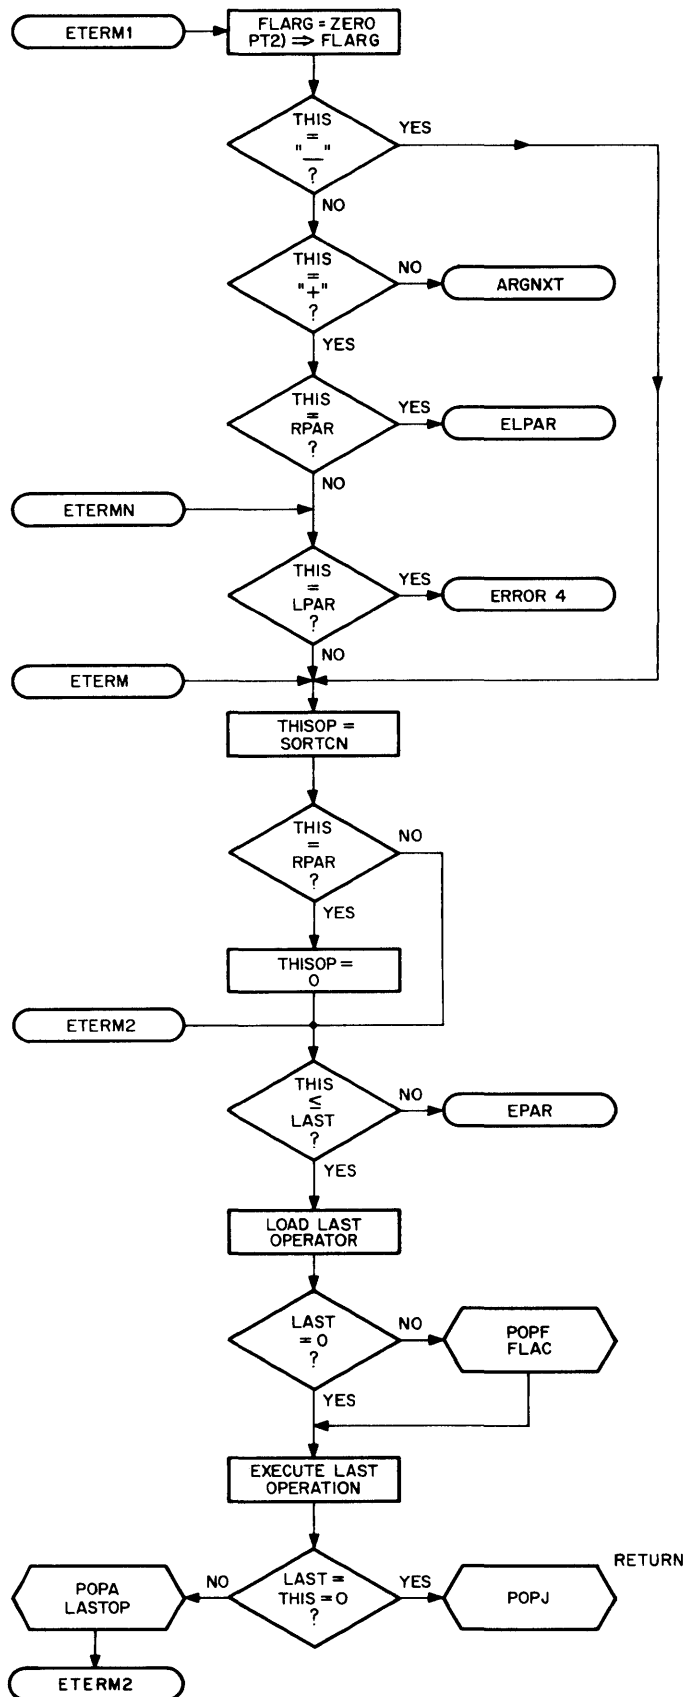 ETERM1
FLARG = ZERO
PT2) ⇒ FLARG
THIS
=
"—"
?
YES
NO
THIS
=
"+"
?
NO
ARGNXT
YES
THIS
=
RPAR
?
YES
ELPAR
NO
ETERMN
THIS
=
LPAR
?
YES
ERROR 4
NO
ETERM
THISOP =
SORTCN
THIS
=
RPAR
?
NO
YES
THISOP =
0
ETERM2
THIS
≤
LAST
?
NO
EPAR
YES
LOAD LAST
OPERATOR
LAST
= 0
?
NO
POPF
FLAC
YES
EXECUTE LAST
OPERATION
LAST =
THIS = 0
?
NO
POPA
LASTOP
YES
POPJ
RETURN
ETERM2